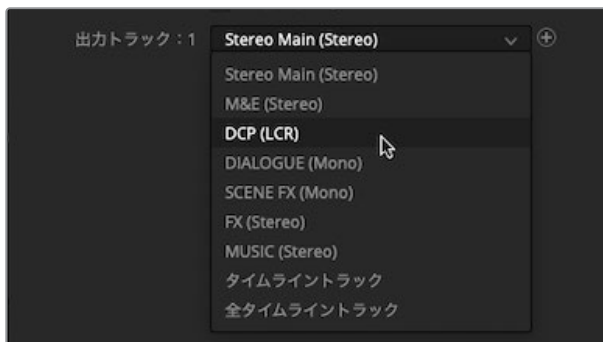 出力トラック：1 Stereo Main (Stereo)
Stereo Main (Stereo)
M&E (Stereo)
DCP (LCR)
DIALOGUE (Mono)
SCENE FX (Mono)
FX (Stereo)
MUSIC (Stereo)
タイムライントラック
全タイムライントラック